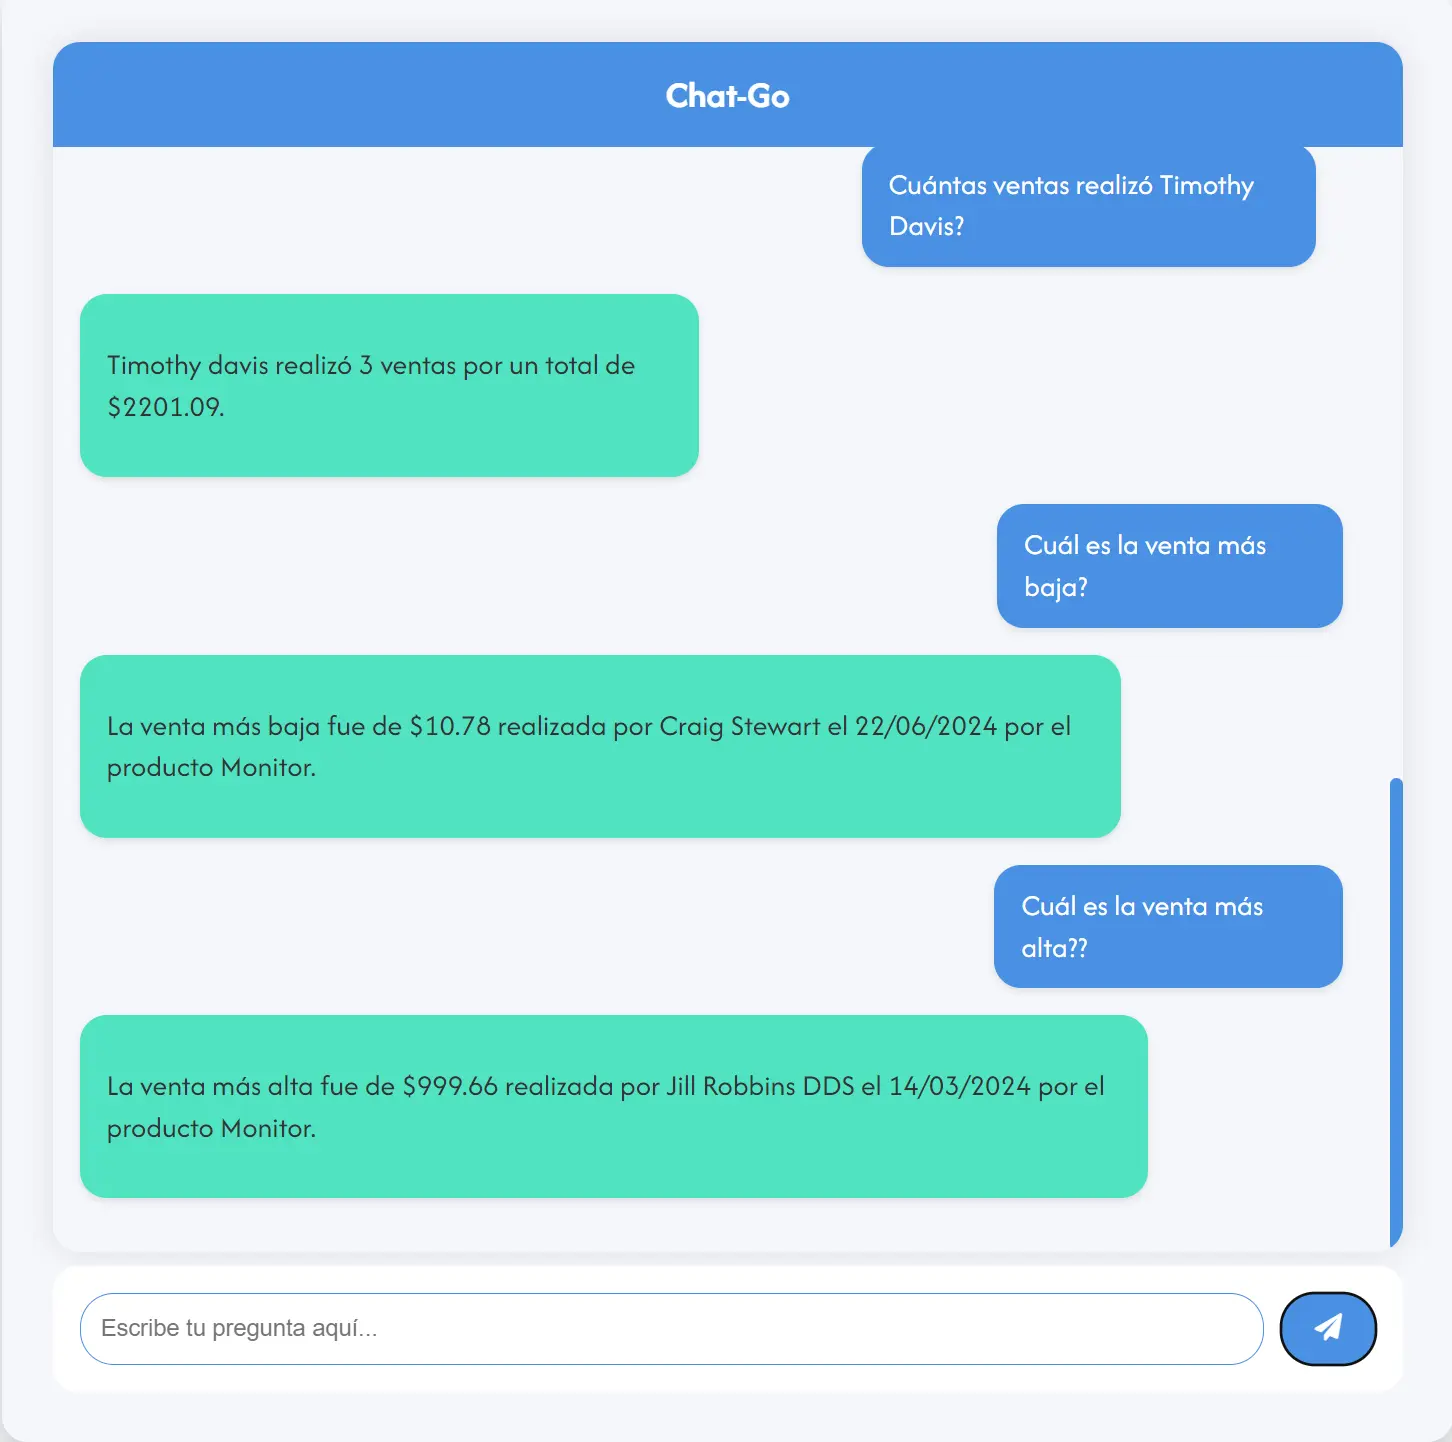 Chat-Go
Cuántas ventas realizó Timothy
Davis?
Timothy davis realizó 3 ventas por un total de
$2201.09.
Cuál es la venta más
baja?
La venta más baja fue de $10.78 realizada por Craig Stewart el 22/06/2024 por el
producto Monitor.
Cuál es la venta más
alta??
La venta más alta fue de $999.66 realizada por Jill Robbins DDS el 14/03/2024 por el
producto Monitor.
Escribe tu pregunta aquí...